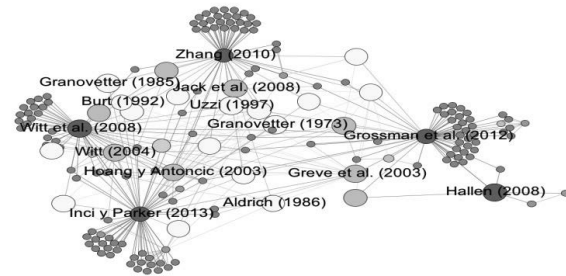 Zhang (2010)
Granovetter (1985)
Jack et al. (2008)
Burt (1992)
Uzzi (1997)
Witt et al. (2008)
Granovetter (1973)
Grossman et al. (2012)
Witt (2004)
Hoang y Antoncic (2003)
Greve et al. (2003)
Hallen (2008)
Inci y Parker (2013)
Aldrich (1986)